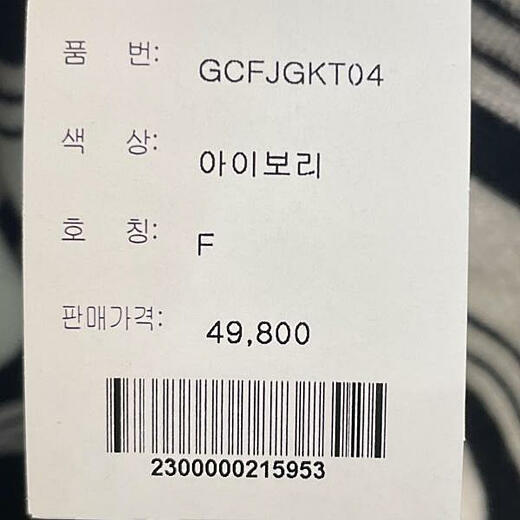 품 번: GCFJGKT04
색 상: 아이보리
호 칭: F
판매가격: 49,800
2300000215953